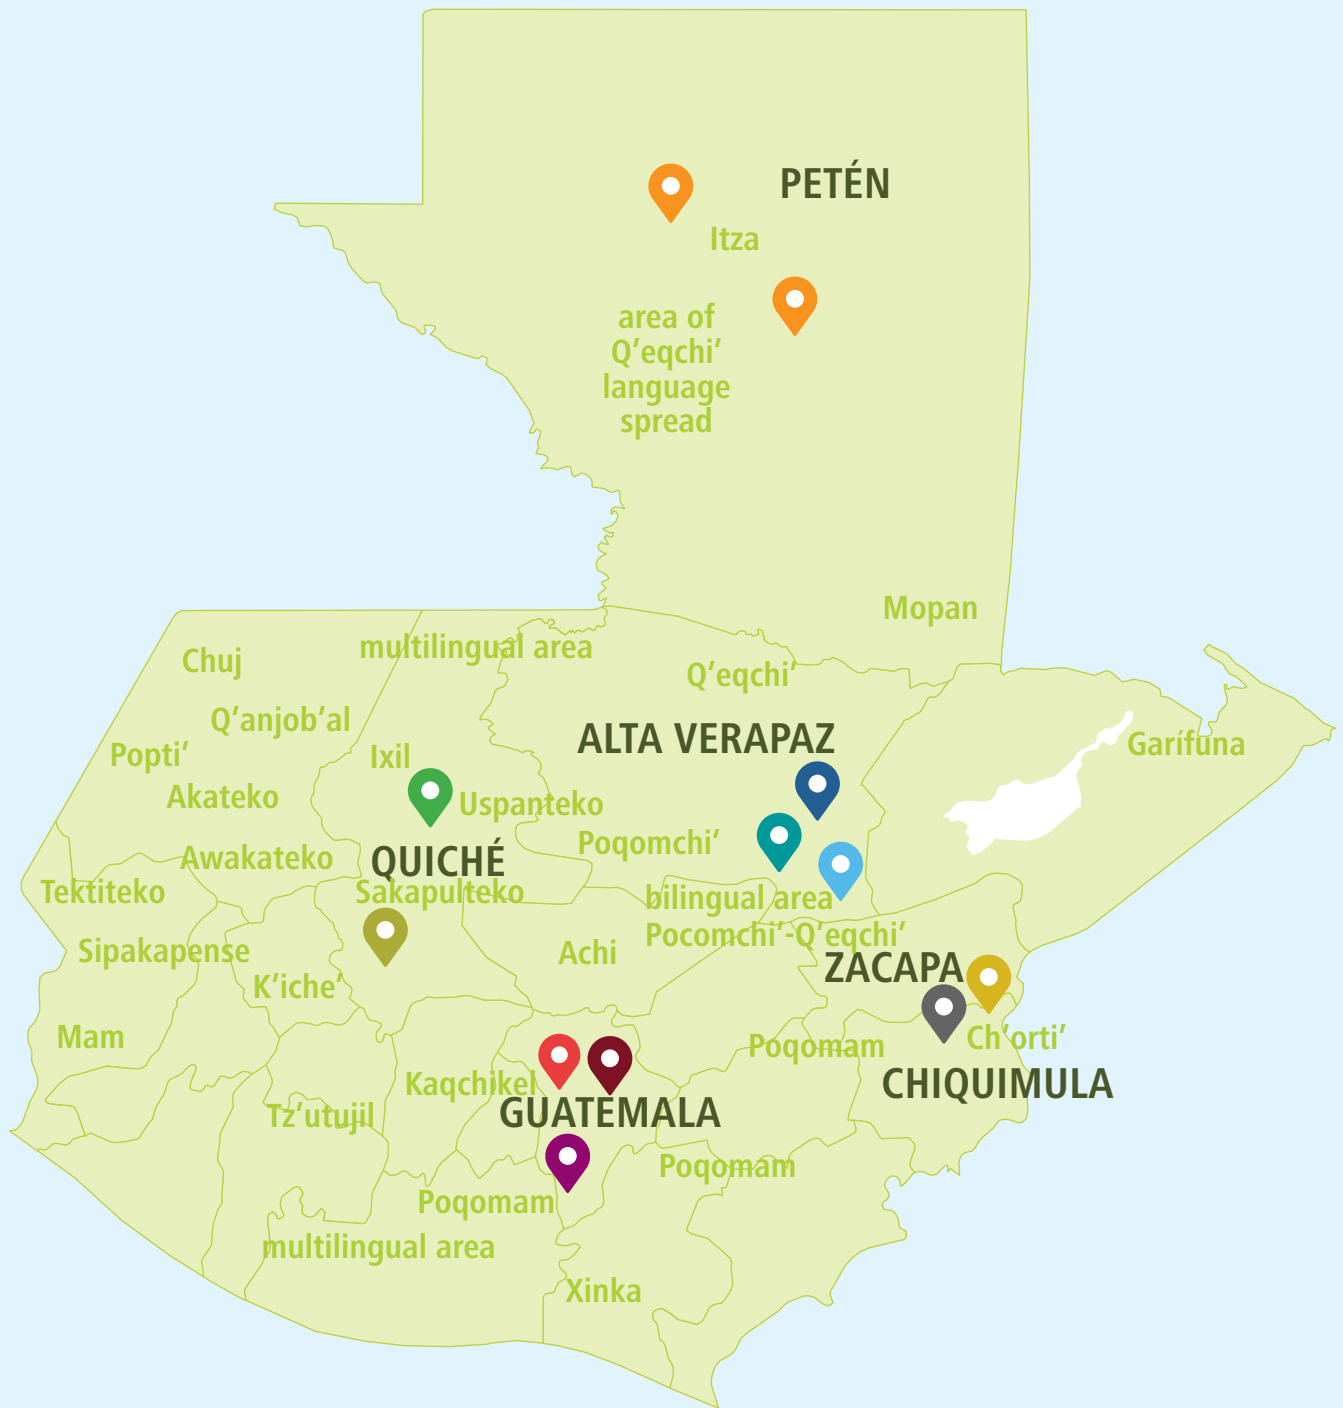 PETÉN
Itza
area of
Q’eqchi’
language
spread
Mopan
multilingual area
Chuj
Q’eqchi’
Q’anjob’al
ALTA VERAPAZ
Garífuna
Popti’
Ixil
Akateko
Uspanteko
Poqomchi’
Awakateko
QUICHÉ
Tektiteko
Sakapulteko
bilingual area
Pocomchi’-Q’eqchi’
Sipakapense
Achi
ZACAPA
K’iche’
Mam
Ch’orti’
Poqomam
Kaqchikel
CHIQUIMULA
Tz’utujil
GUATEMALA
Poqomam
Poqomam
multilingual area
Xinka